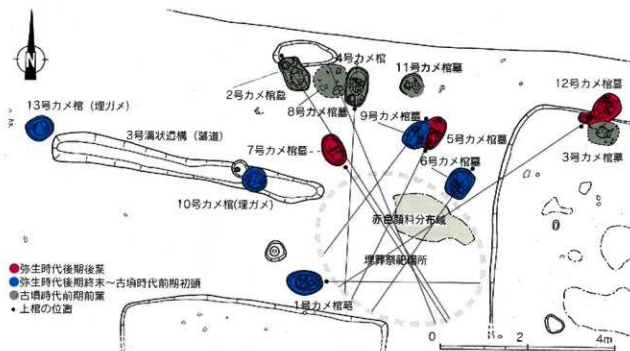 N
4号カメ棺
11号カメ棺墓
12号カメ棺墓
2号カメ棺墓
8号カメ棺墓
13号カメ棺（埋ガメ）
9号カメ棺墓
3号溝状遺構（墓道）
5号カメ棺墓
7号カメ棺墓
6号カメ棺墓
3号カメ棺墓
10号カメ棺(埋ガメ)
赤色顔料分布域
埋葬祭祀場所
弥生時代後期後葉
弥生時代後期終末～古墳時代前期初頭
古墳時代前期前葉
上棺の位置
1号カメ棺墓
0 2 4m